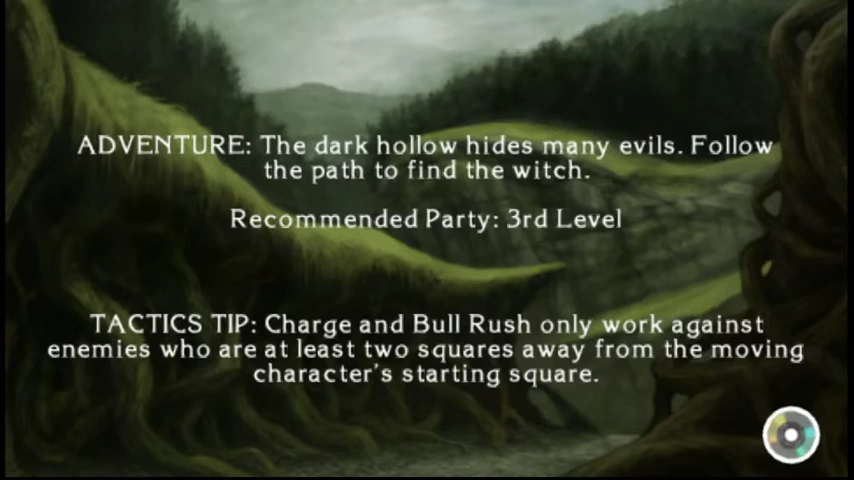 ADVENTURE: The dark hollow hides many evils. Follow
the path to find the witch.
Recommended Party: 3rd Level
TACTICS TIP: Charge and Bull Rush only work against
enemies who are at least two squares away from the moving
character's starting square.